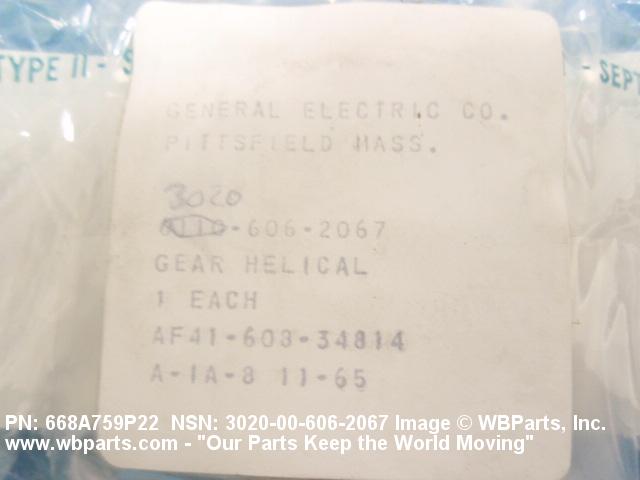 TYPE II - S
- SEPT
GENERAL ELECTRIC CO.
PITTSFIELD MASS.
3020
-606-2067
GEAR HELICAL
1 EACH
AF41-603-34814
A-1A-8 11-65
PN: 668A759P22 NSN: 3020-00-606-2067 Image © WBParts, Inc.
www.wbparts.com - "Our Parts Keep the World Moving"